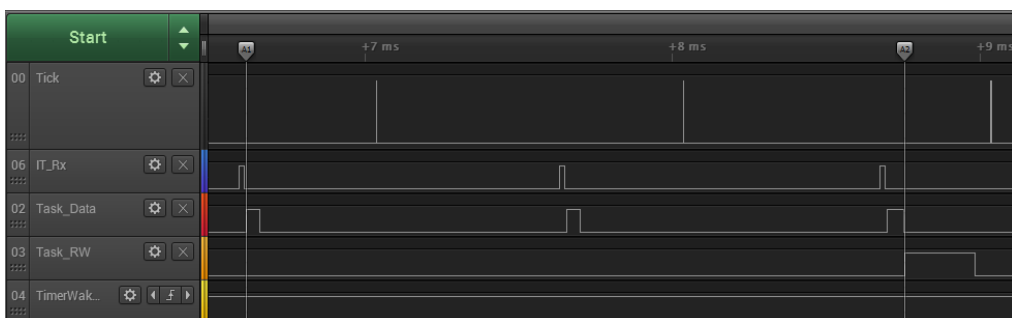 Start
A1 +7 ms +8 ms A2 +9 ms
00 Tick
06 IT_Rx
02 Task_Data
03 Task_RW
04 TimerWak...